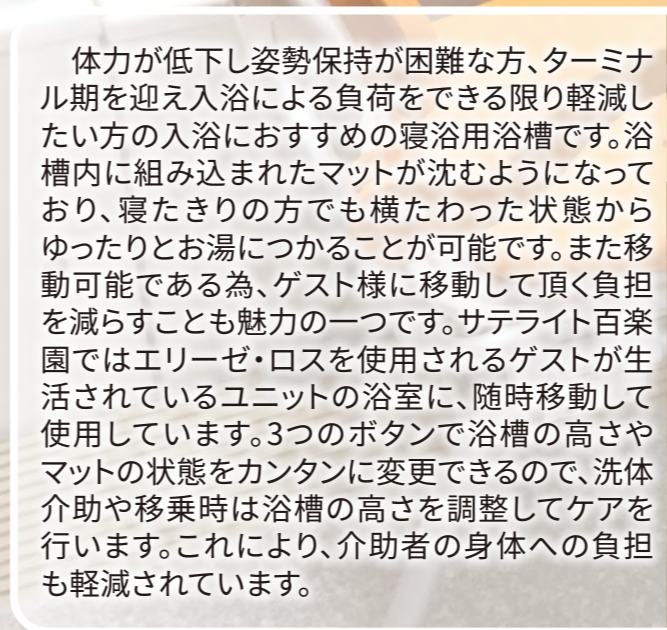 体力が低下し姿勢保持が困難な方、ターミナ
ル期を迎え入浴による負荷をできる限り軽減し
たい方の入浴におすすめの寝浴用浴槽です。浴
槽内に組み込まれたマットが沈むようになって
おり、寝たきりの方でも横たわった状態から
ゆったりとお湯につかることが可能です。また移
動可能である為、ゲスト様に移動して頂く負担
を減らすことも魅力の一つです。サテライト百楽
園ではエリーゼ・ロスを使用されるゲストが生
活されているユニットの浴室に、随時移動して
使用しています。3つのボタンで浴槽の高さや
マットの状態をカンタンに変更できるので、洗体
介助や移乗時は浴槽の高さを調整してケアを
行います。これにより、介助者の身体への負担
も軽減されています。